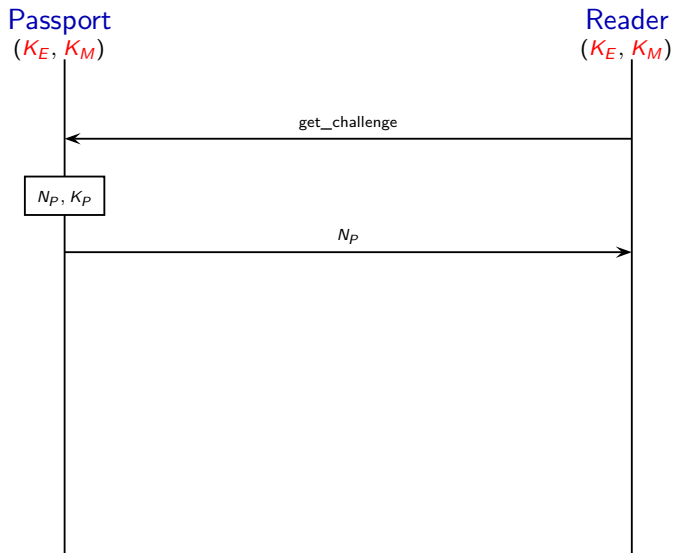 Passport Reader
(K_E, K_M) (K_E, K_M)
get_challenge
N_P, K_P
N_P